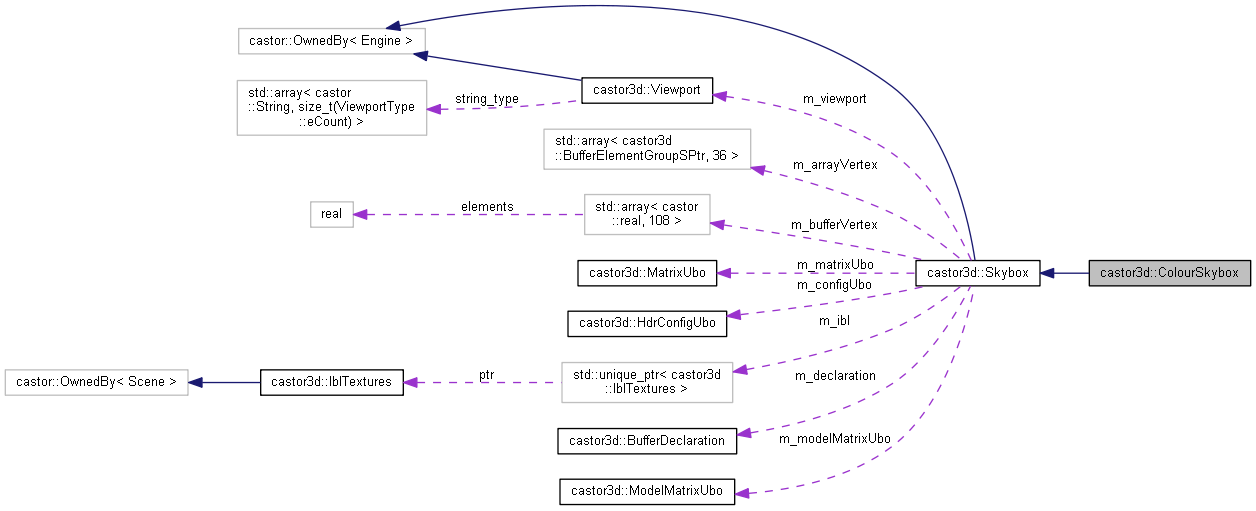 castor::OwnedBy< Engine >
std::array< castor
::String, size_t(ViewportType
::eCount) >
string_type
castor3d::Viewport
m_viewport
std::array< castor3d
::BufferElementGroupSPtr, 36 >
m_arrayVertex
real
elements
std::array< castor
::real, 108 >
m_bufferVertex
castor3d::MatrixUbo
m_matrixUbo
castor3d::Skybox
castor3d::ColourSkybox
m_configUbo
castor3d::HdrConfigUbo
m_ibl
castor::OwnedBy< Scene >
castor3d::IblTextures
ptr
std::unique_ptr< castor3d
::IblTextures >
m_declaration
castor3d::BufferDeclaration
m_modelMatrixUbo
castor3d::ModelMatrixUbo